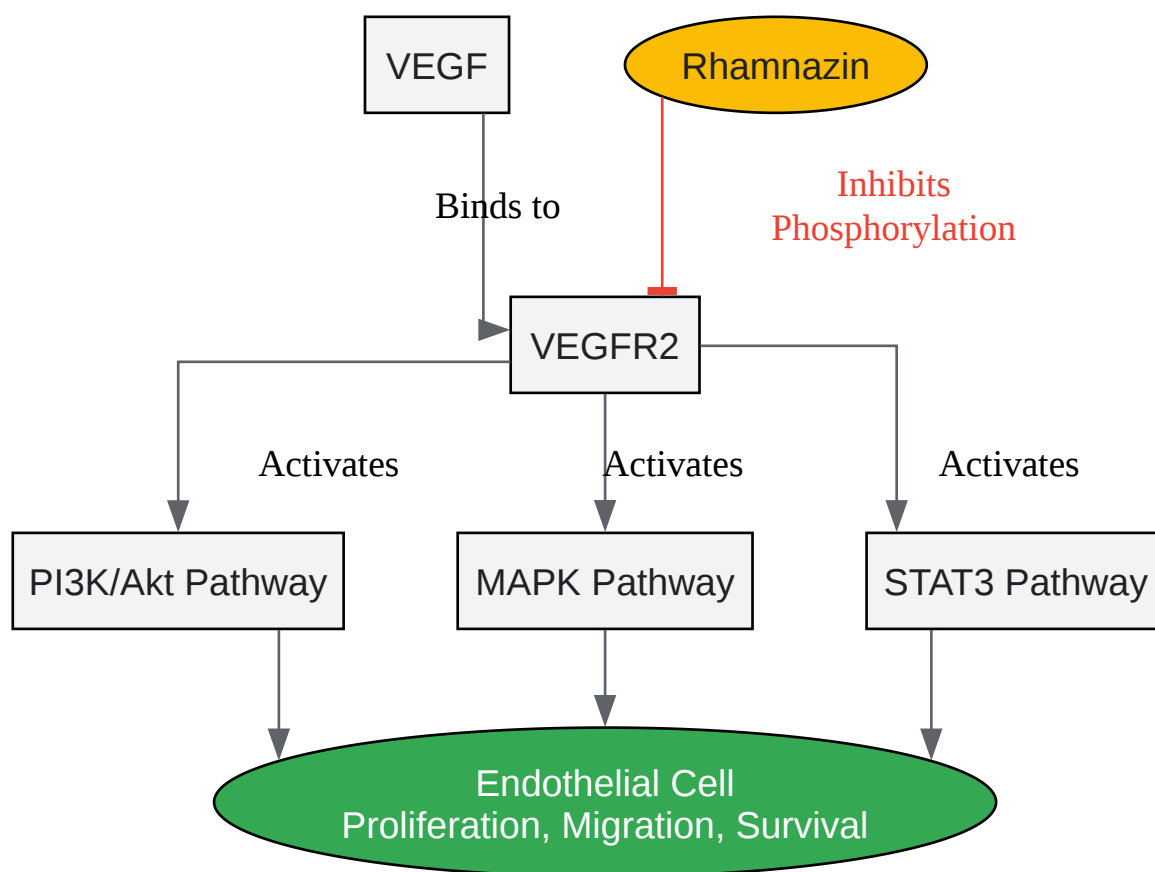 VEGF
Rhamnazin
Binds to
Inhibits
Phosphorylation
VEGFR2
Activates
Activates
Activates
PI3K/Akt Pathway
MAPK Pathway
STAT3 Pathway
Endothelial Cell
Proliferation, Migration, Survival